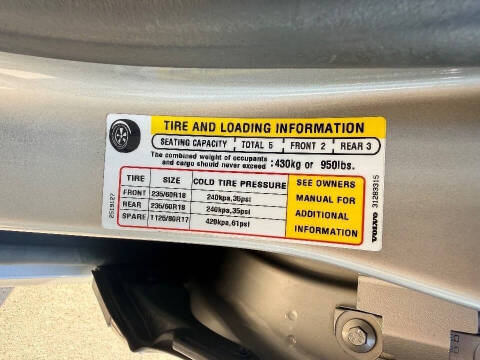 TIRE AND LOADING INFORMATION
SEATING CAPACITY TOTAL 5 FRONT 2 REAR 3
The combined weight of occupants
and cargo should never exceed :430kg or 950lbs.
TIRE SIZE COLD TIRE PRESSURE
FRONT 235/60R18 240kpa,35psi
REAR 235/60R18 240kpa,35psi
SPARE T125/80R17 420kpa,61psi
SEE OWNERS
MANUAL FOR
ADDITIONAL
INFORMATION
2519127
31283315